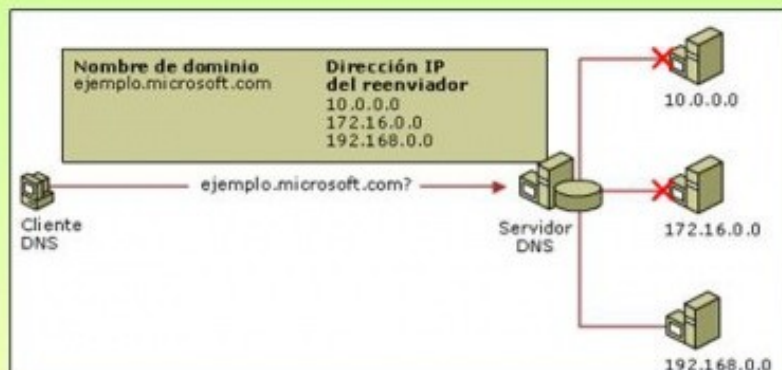 Nombre de dominio
ejemplo.microsoft.com
Dirección IP
del reenviador
10.0.0.0
172.16.0.0
192.168.0.0
ejemplo.microsoft.com?
Cliente
DNS
Servidor
DNS
10.0.0.0
172.16.0.0
192.168.0.0